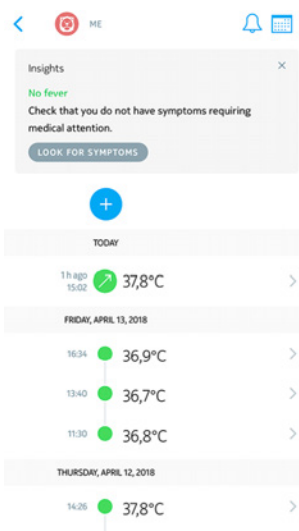 ME
Insights
No fever
Check that you do not have symptoms requiring
medical attention.
LOOK FOR SYMPTOMS
TODAY
1 h ago
15:02
37,8°C
FRIDAY, APRIL 13, 2018
16:34
36,9°C
13:40
36,7°C
11:30
36,8°C
THURSDAY, APRIL 12, 2018
14:26
37,8°C